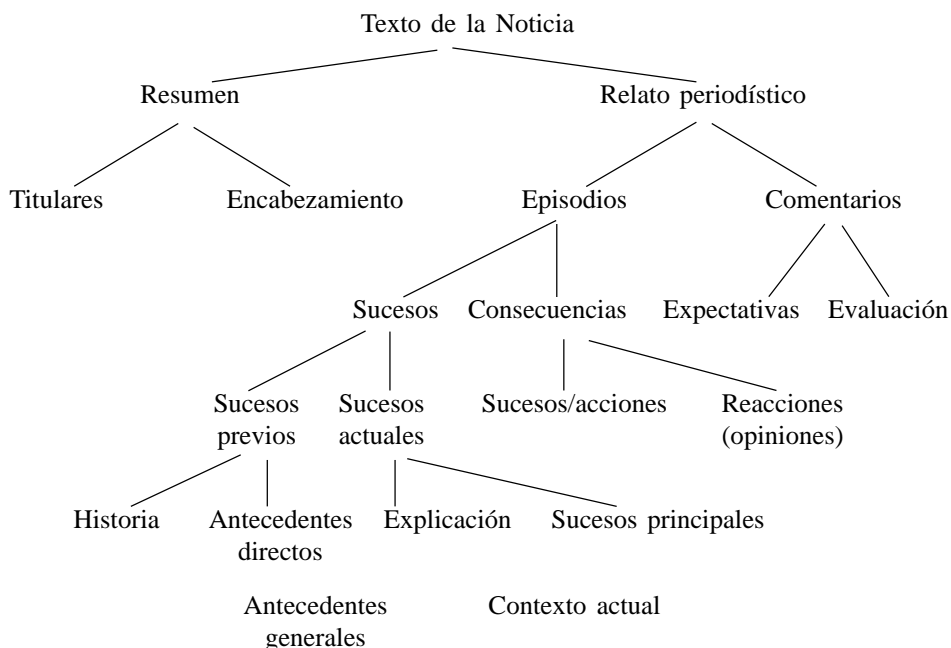 Texto de la Noticia
Resumen Relato periodístico
Titulares Encabezamiento Episodios Comentarios
Sucesos Consecuencias Expectativas Evaluación
Sucesos previos Sucesos actuales Sucesos/acciones Reacciones (opiniones)
Historia Antecedentes directos Explicación Sucesos principales
Antecedentes generales Contexto actual